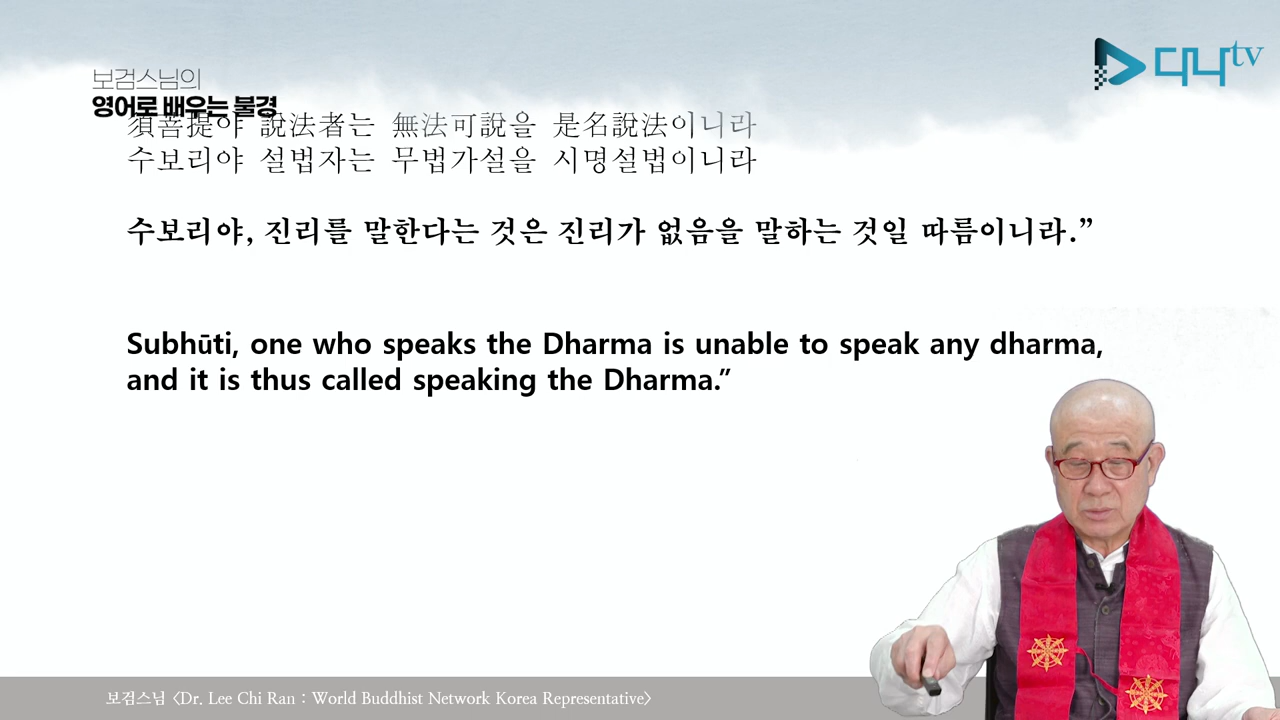 보검스님의
영어로 배우는 불경
다나tv
須菩提야 說法者는 無法可說을 是名說法이니라
수보리야 설법자는 무법가설을 시명설법이니라
수보리야, 진리를 말한다는 것은 진리가 없음을 말하는 것일 따름이니라.”
Subhūti, one who speaks the Dharma is unable to speak any dharma,
and it is thus called speaking the Dharma.”
보검스님 <Dr. Lee Chi Ran : World Buddhist Network Korea Representative>